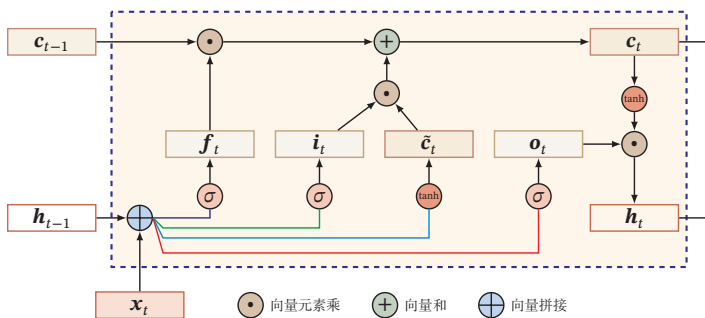 c_{t-1} c_t
tanh
f_t i_t c̃_t o_t
σ σ tanh σ
h_{t-1} h_t
x_t
向量元素乘 向量和 向量拼接